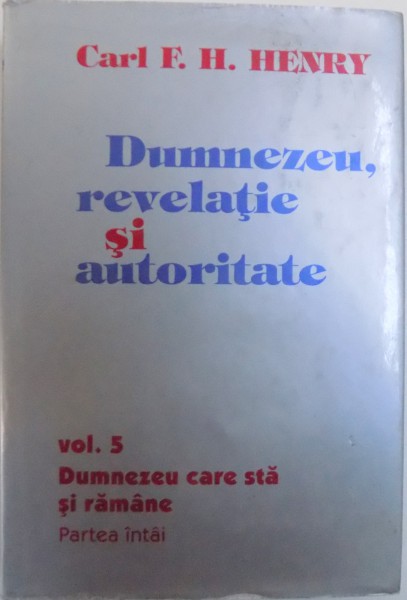 Carl F. H. HENRY
Dumnezeu,
revelaţie
şi
autoritate
vol. 5
Dumnezeu care stă
şi rămâne
Partea întâi